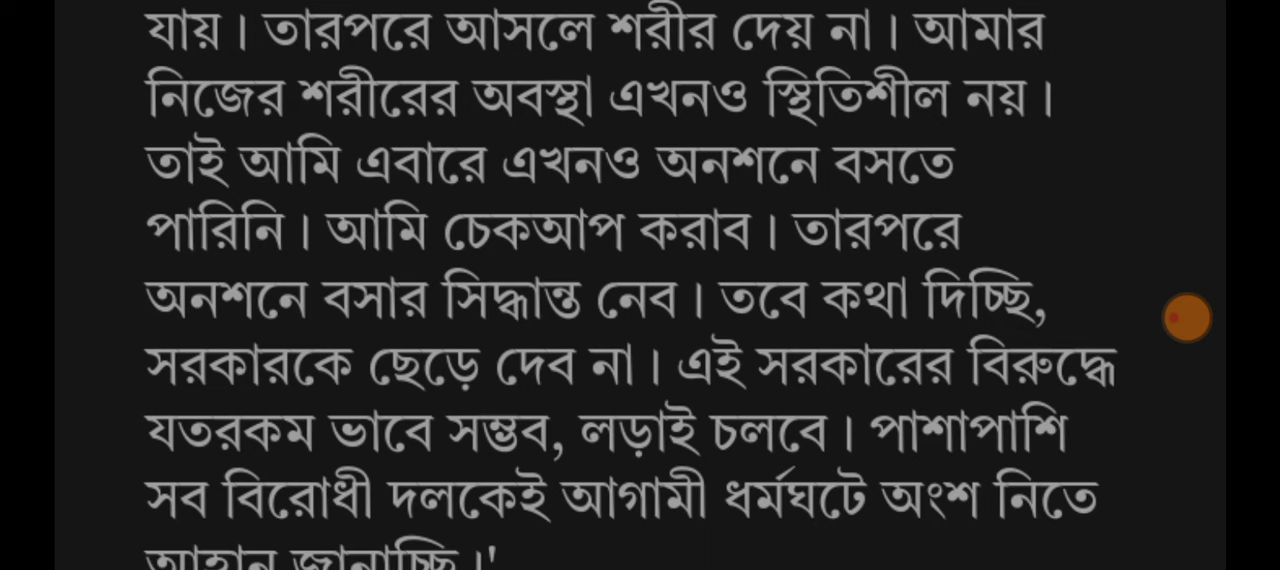 যায়। তারপরে আসলে শরীর দেয় না। আমার
নিজের শরীরের অবস্থা এখনও স্থিতিশীল নয়।
তাই আমি এবারে এখনও অনশনে বসতে
পারিনি। আমি চেকআপ করাব। তারপরে
অনশনে বসার সিদ্ধান্ত নেব। তবে কথা দিচ্ছি,
সরকারকে ছেড়ে দেব না। এই সরকারের বিরুদ্ধে
যতরকম ভাবে সম্ভব, লড়াই চলবে। পাশাপাশি
সব বিরোধী দলকেই আগামী ধর্মঘটে অংশ নিতে
আহ্বান জানাচ্ছি।'